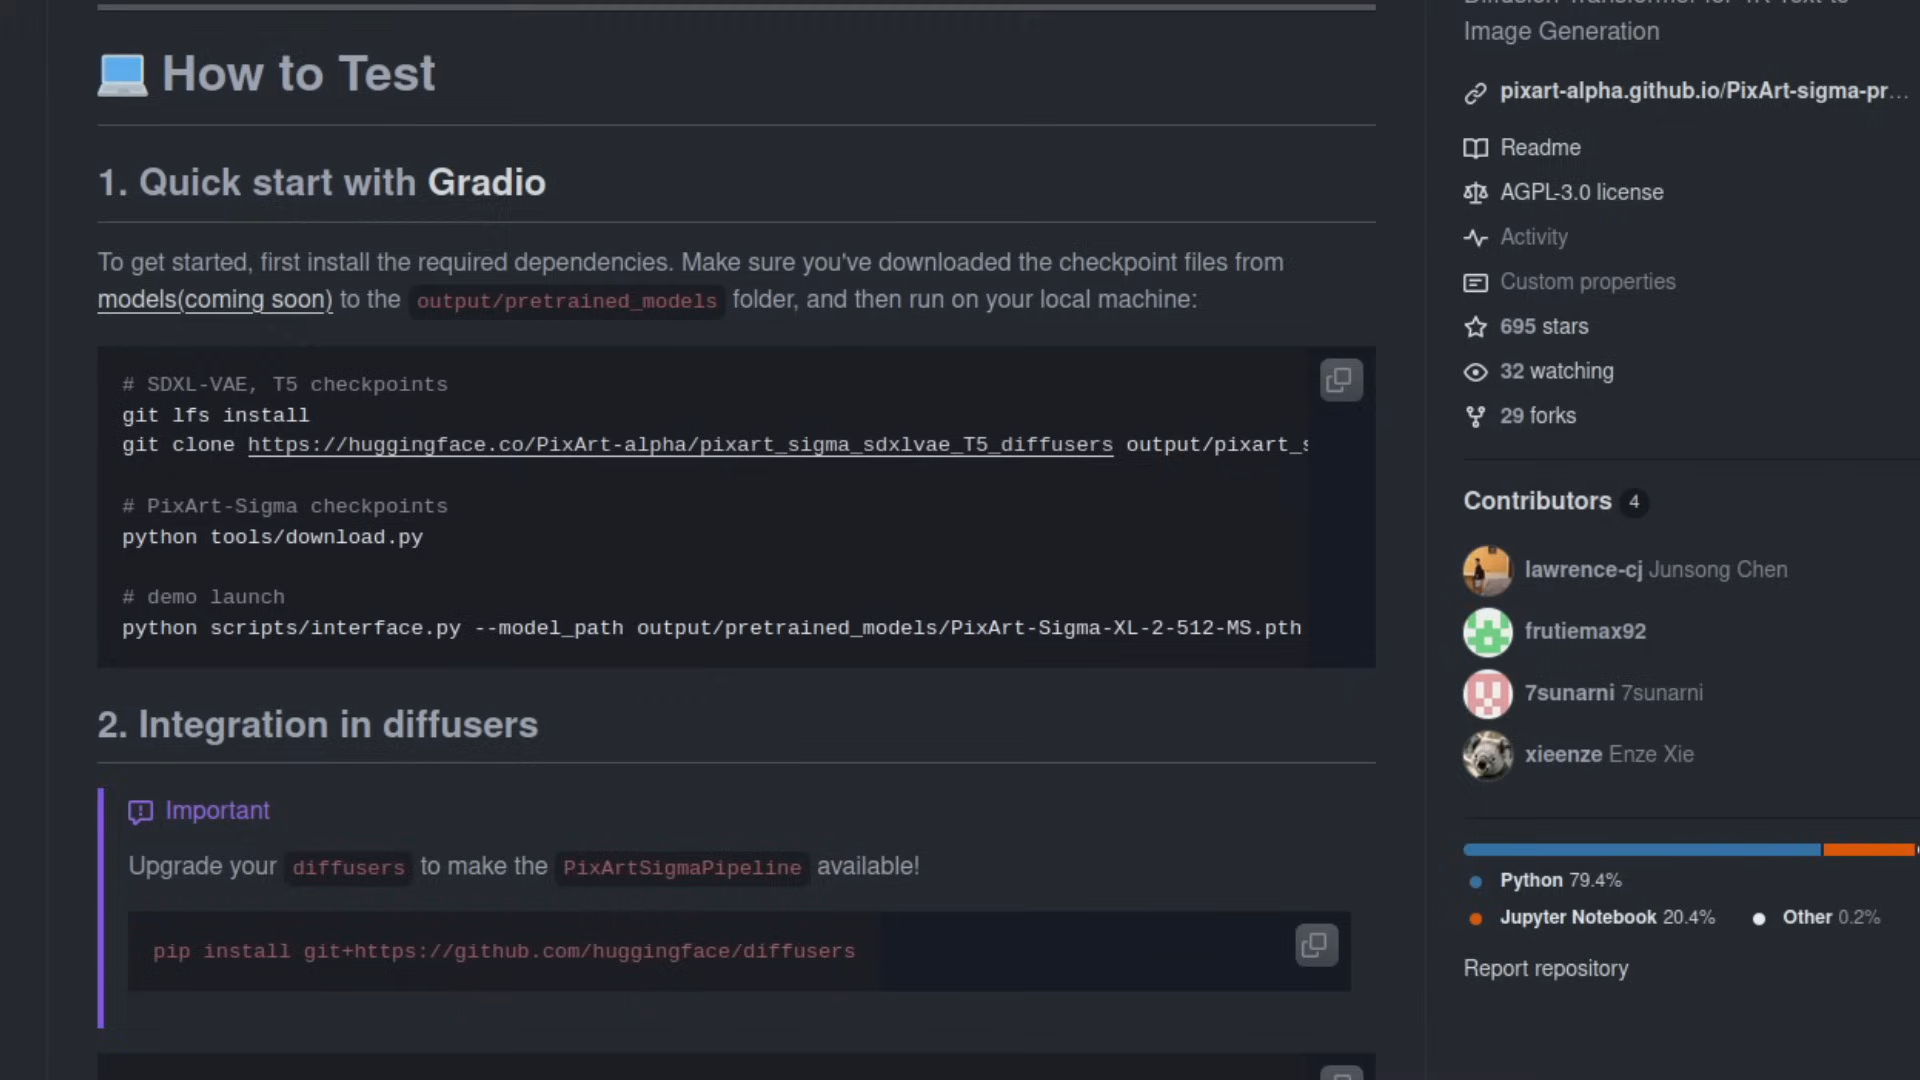 How to Test
1. Quick start with Gradio
To get started, first install the required dependencies. Make sure you've downloaded the checkpoint files from
models(coming soon) to the output/pretrained_models folder, and then run on your local machine:
# SDXL-VAE, T5 checkpoints
git lfs install
git clone https://huggingface.co/PixArt-alpha/pixart_sigma_sdxlvae_T5_diffusers output/pixart_s
# PixArt-Sigma checkpoints
python tools/download.py
# demo launch
python scripts/interface.py --model_path output/pretrained_models/PixArt-Sigma-XL-2-512-MS.pth
2. Integration in diffusers
Important
Upgrade your diffusers to make the PixArtSigmaPipeline available!
pip install git+https://github.com/huggingface/diffusers
Image Generation
pixart-alpha.github.io/PixArt-sigma-pr...
Readme
AGPL-3.0 license
Activity
Custom properties
695 stars
32 watching
29 forks
Contributors 4
lawrence-cj Junsong Chen
frutiemax92
7sunarni 7sunarni
xieenze Enze Xie
Python 79.4%
Jupyter Notebook 20.4% Other 0.2%
Report repository